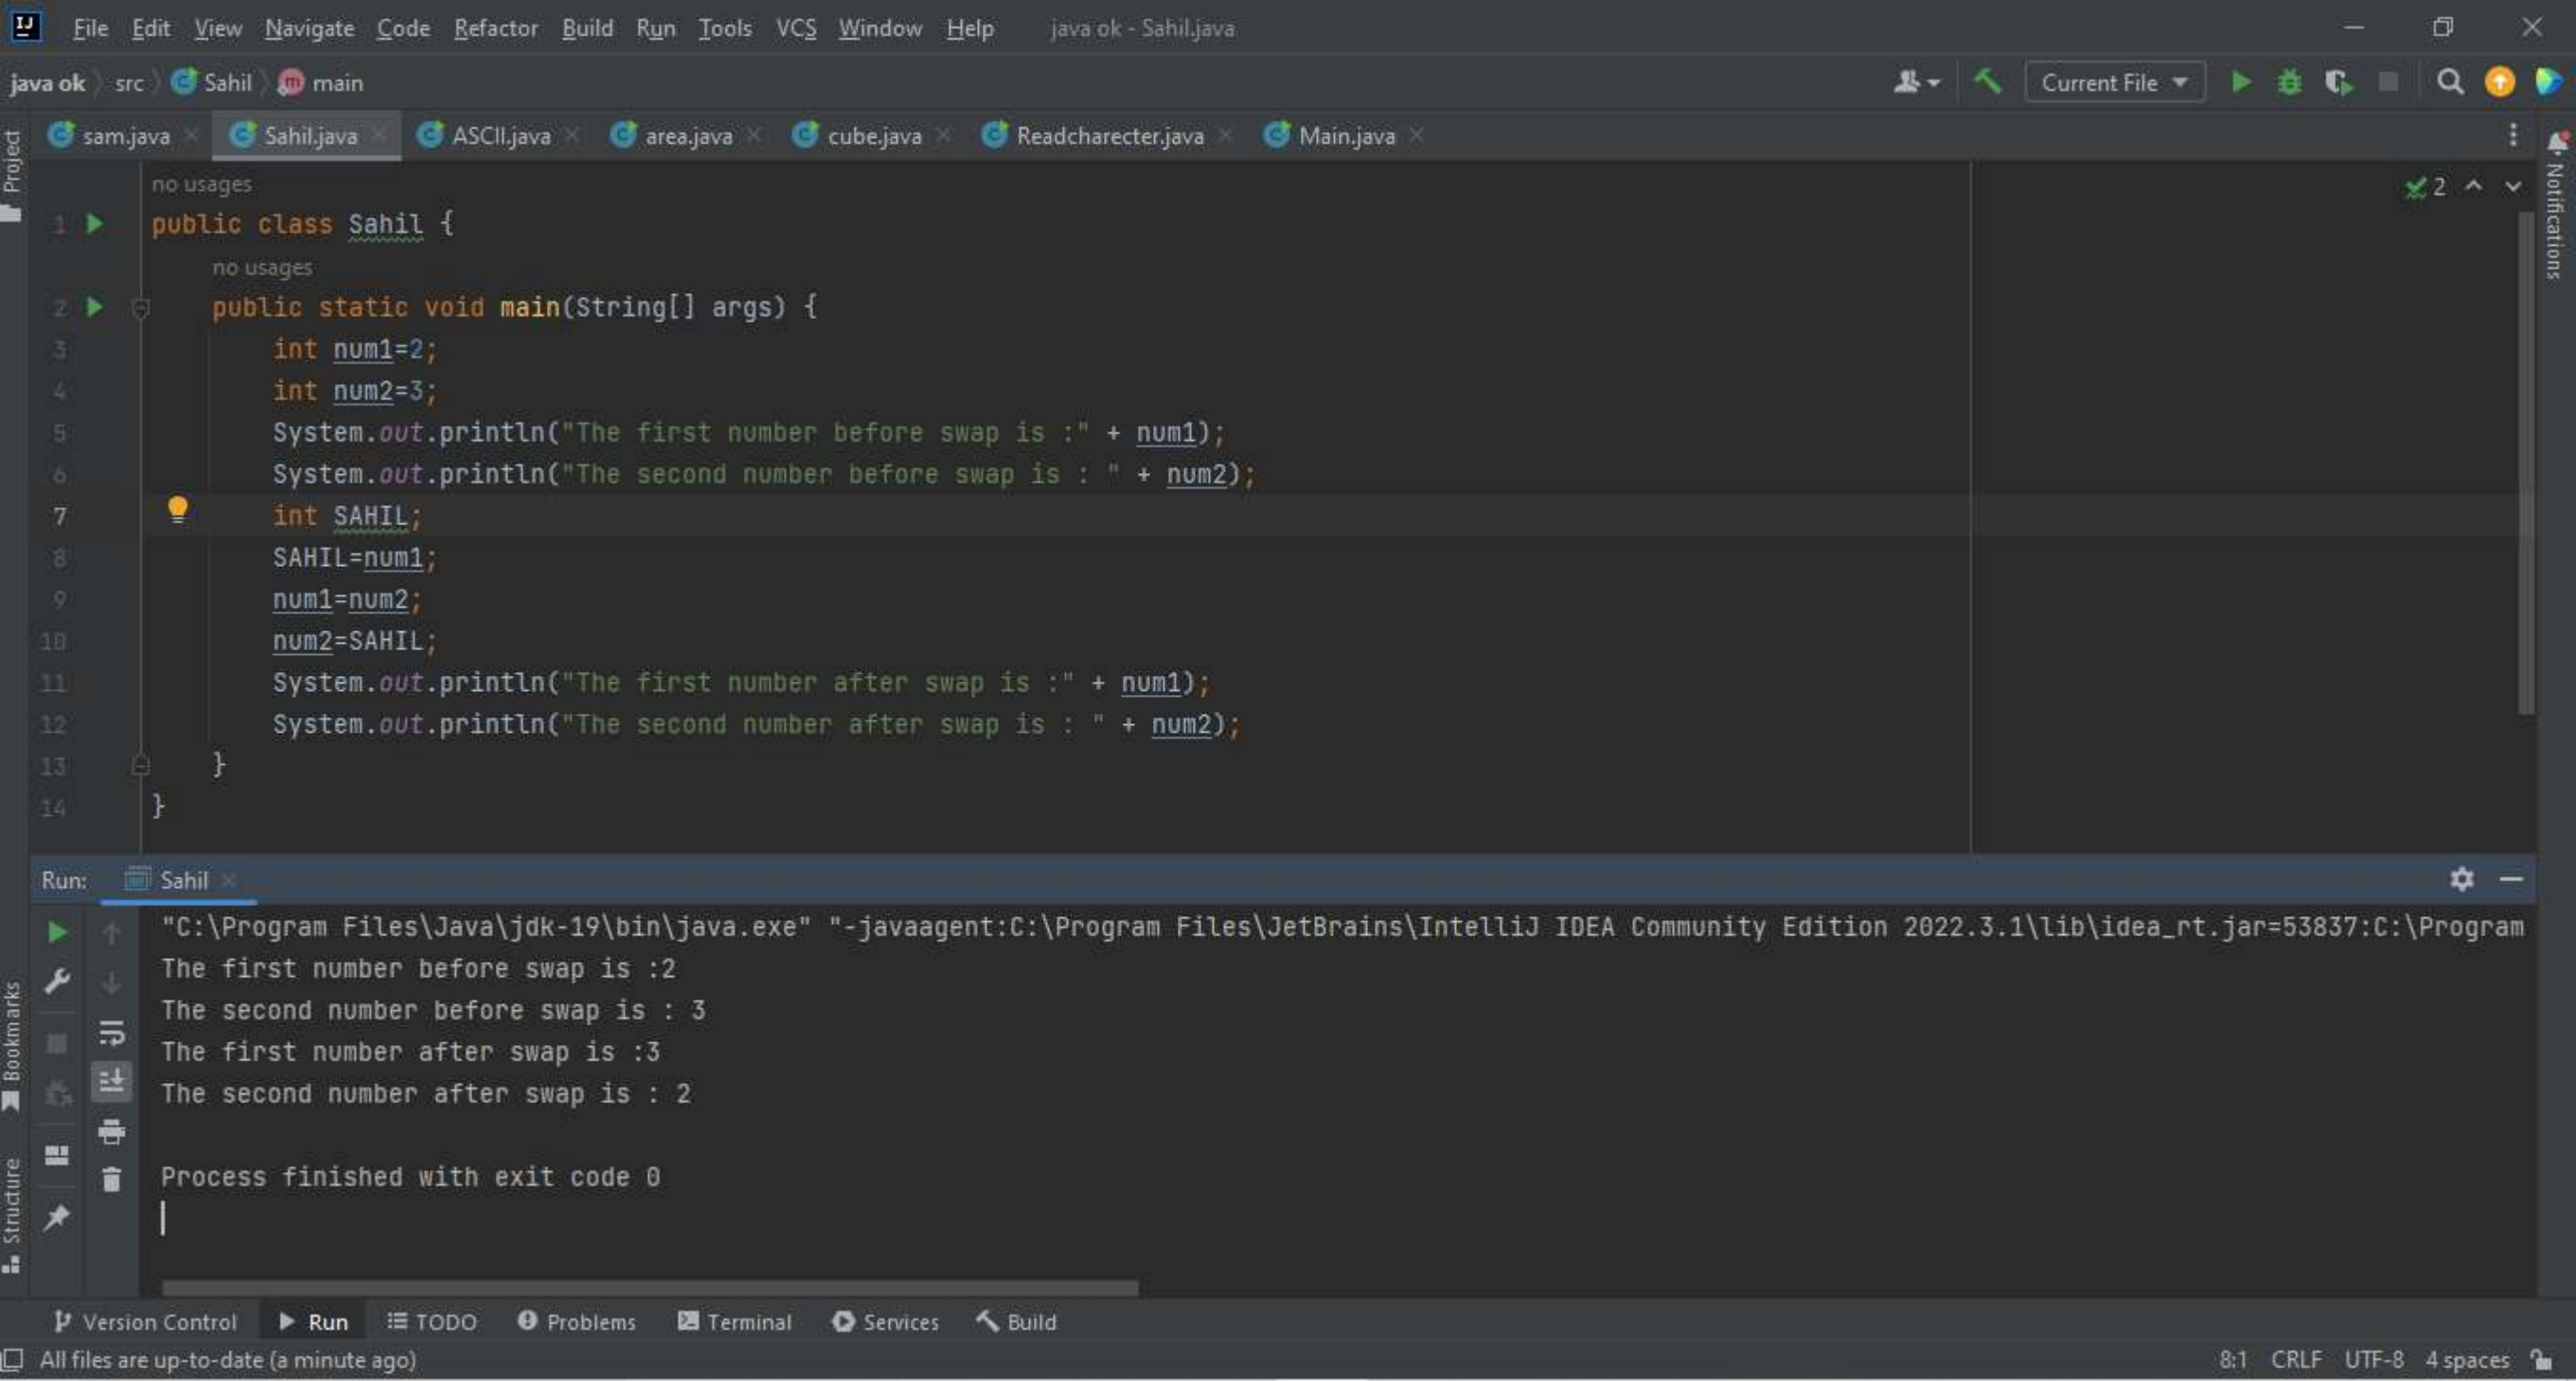 File Edit View Navigate Code Refactor Build Run Tools VCS Window Help java ok - Sahil.java
java ok src Sahil main Current File
sam.java Sahil.java ASCII.java area.java cube.java Readcharecter.java Main.java
Project
Notifications
no usages
2
1 public class Sahil {
no usages
2 public static void main(String[] args) {
3 int num1=2;
4 int num2=3;
5 System.out.println("The first number before swap is :" + num1);
6 System.out.println("The second number before swap is : " + num2);
7 int SAHIL;
8 SAHIL=num1;
9 num1=num2;
10 num2=SAHIL;
11 System.out.println("The first number after swap is :" + num1);
12 System.out.println("The second number after swap is : " + num2);
13 }
14 }
Run: Sahil
"C:\Program Files\Java\jdk-19\bin\java.exe" "-javaagent:C:\Program Files\JetBrains\IntelliJ IDEA Community Edition 2022.3.1\lib\idea_rt.jar=53837:C:\Program
The first number before swap is :2
The second number before swap is : 3
The first number after swap is :3
The second number after swap is : 2
Process finished with exit code 0
Bookmarks
Structure
Version Control Run TODO Problems Terminal Services Build
All files are up-to-date (a minute ago) 8:1 CRLF UTF-8 4 spaces